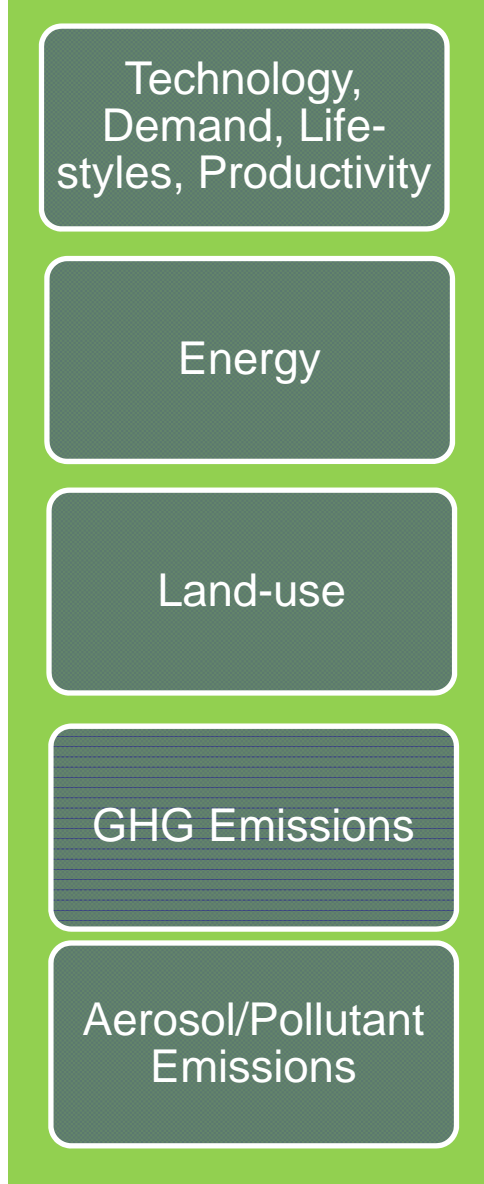 Technology,
Demand, Life-
styles, Productivity
Energy
Land-use
GHG Emissions
Aerosol/Pollutant
Emissions